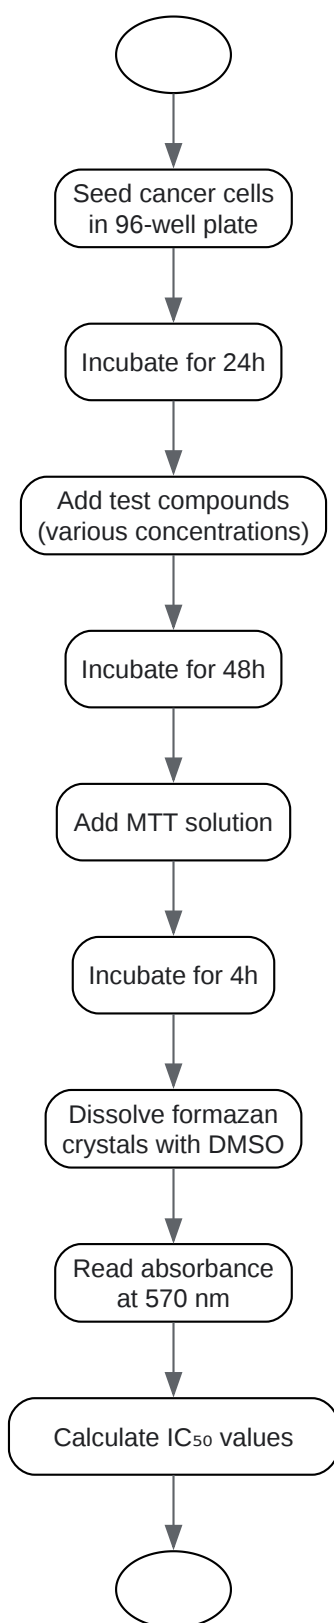 Seed cancer cells
in 96-well plate
Incubate for 24h
Add test compounds
(various concentrations)
Incubate for 48h
Add MTT solution
Incubate for 4h
Dissolve formazan
crystals with DMSO
Read absorbance
at 570 nm
Calculate IC₅₀ values